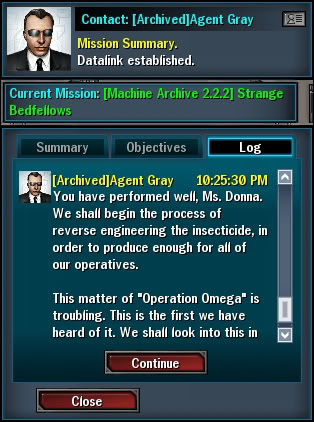 Contact: [Archived]Agent Gray
Mission Summary.
Datalink established.
Current Mission: [Machine Archive 2.2.2] Strange
Bedfellows
Summary
Objectives
Log
[Archived]Agent Gray 10:25:30 PM
You have performed well, Ms. Donna.
We shall begin the process of
reverse engineering the insecticide, in
order to produce enough for all of
our operatives.
This matter of "Operation Omega" is
troubling. This is the first we have
heard of it. We shall look into this in
Continue
Close